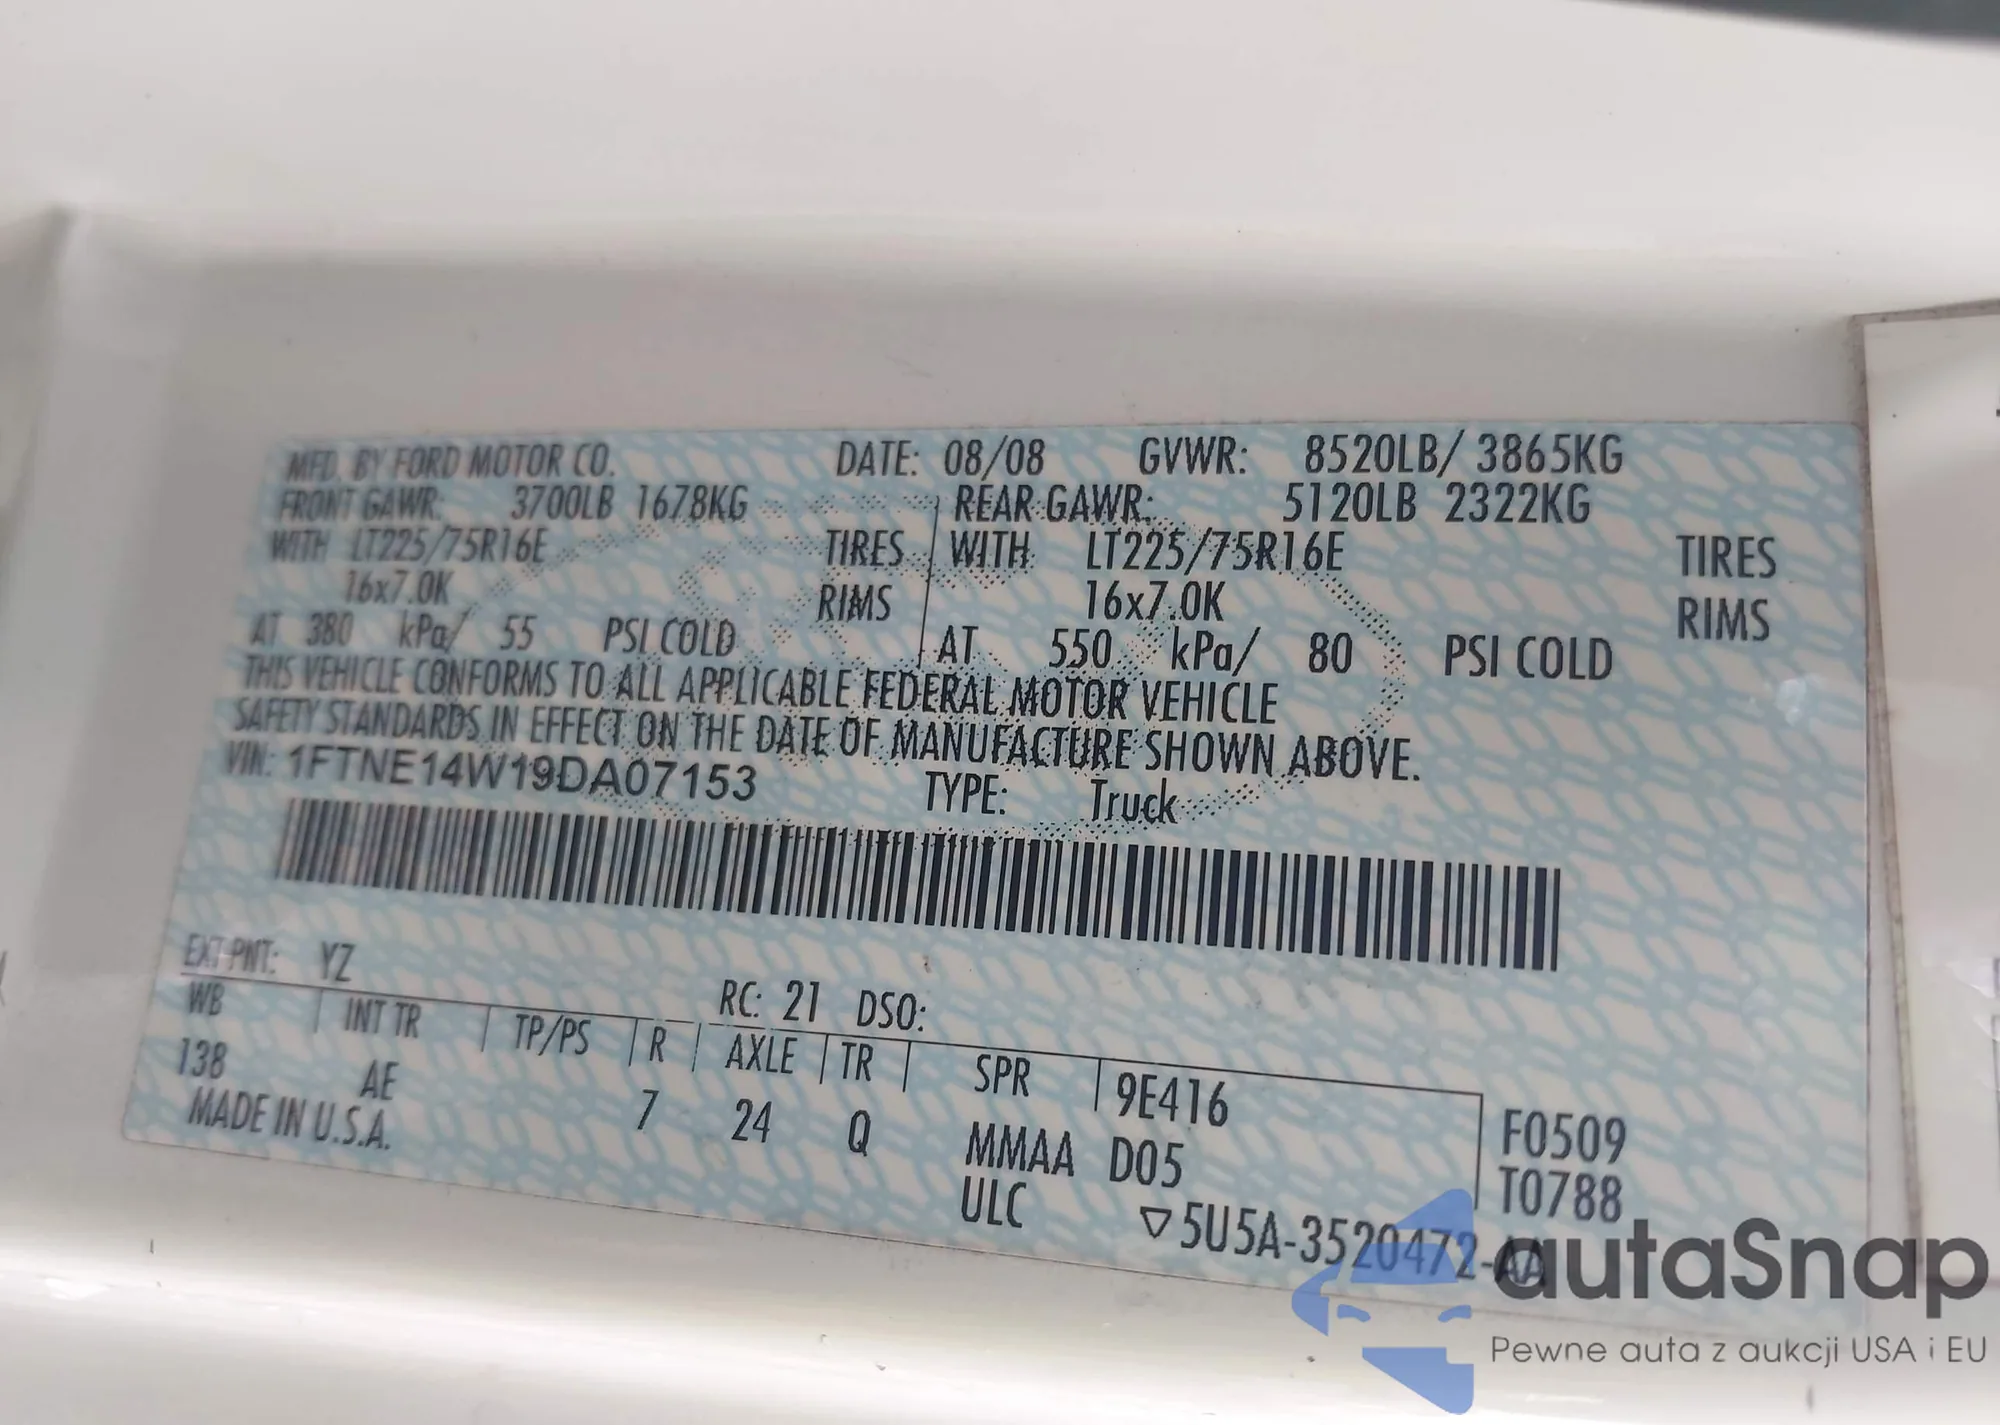 MFD. BY FORD MOTOR CO. DATE: 08/08 GVWR: 8520LB/ 3865KG
FRONT GAWR: 3700LB 1678KG REAR GAWR: 5120LB 2322KG
WITH LT225/75R16E TIRES WITH LT225/75R16E TIRES
16x7.0K RIMS 16x7.0K RIMS
AT 380 kPa/ 55 PSI COLD AT 550 kPa/ 80 PSI COLD
THIS VEHICLE CONFORMS TO ALL APPLICABLE FEDERAL MOTOR VEHICLE
SAFETY STANDARDS IN EFFECT ON THE DATE OF MANUFACTURE SHOWN ABOVE.
VIN: 1FTNE14W19DA07153 TYPE: Truck
EXT PNT: YZ RC: 21 DSO:
WB INT TR TP/PS R AXLE TR SPR 9E416 F0509
138 AE 7 24 Q MMAA D05 T0788
MADE IN U.S.A. ULC ▽5U5A-3520472-AA
autaSnap
Pewne auta z aukcji USA i EU